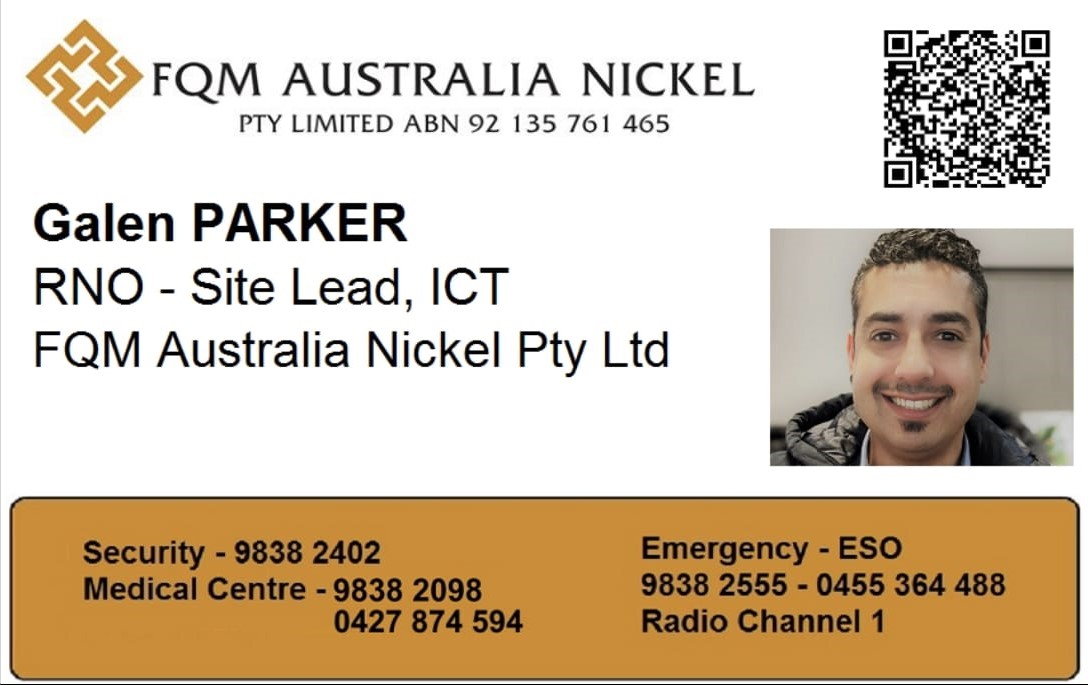 FQM AUSTRALIA NICKEL
PTY LIMITED ABN 92 135 761 465
Galen PARKER
RNO - Site Lead, ICT
FQM Australia Nickel Pty Ltd
Security - 9838 2402
Medical Centre - 9838 2098
0427 874 594
Emergency - ESO
9838 2555 - 0455 364 488
Radio Channel 1